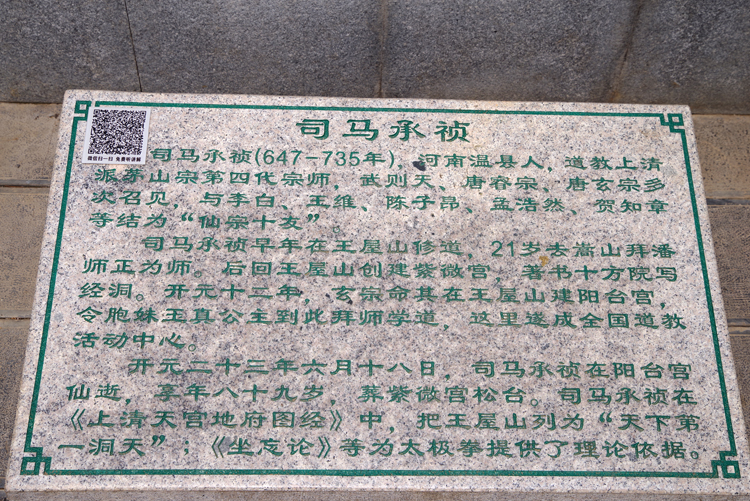 司马承祯
微信扫一扫 免费听讲解
司马承祯(647-735年)，河南温县人，道教上清
派茅山宗第四代宗师，武则天、唐睿宗、唐玄宗多
次召见，与李白、王维、陈子昂、孟浩然、贺知章
等结为“仙宗十友”。
司马承祯早年在王屋山修道，21岁去嵩山拜潘
师正为师。后回王屋山创建紫微宫，著书十方院写
经洞。开元十二年，玄宗命其在王屋山建阳台宫，
令胞妹玉真公主到此拜师学道，这里遂成全国道教
活动中心。
开元二十三年六月十八日，司马承祯在阳台宫
仙逝，享年八十九岁，葬紫微宫松台。司马承祯在
《上清天宫地府图经》中，把王屋山列为“天下第
一洞天”；《坐忘论》等为太极拳提供了理论依据。